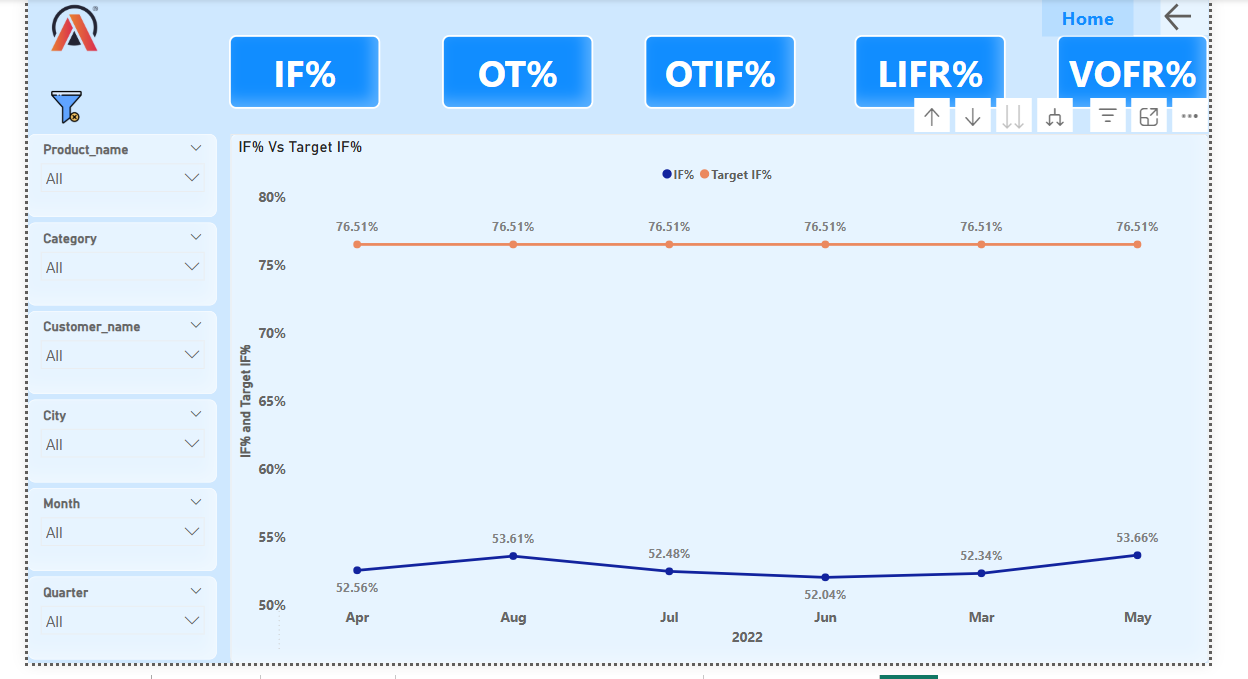 Home
IF%
OT%
OTIF%
LIFR%
VOFR%
Product_name
All
Category
All
Customer_name
All
City
All
Month
All
Quarter
All
IF% Vs Target IF%
IF% Target IF%
IF% and Target IF%
80%
75%
70%
65%
60%
55%
50%
76.51% 76.51% 76.51% 76.51% 76.51% 76.51%
52.56% 53.61% 52.48% 52.04% 52.34% 53.66%
Apr Aug Jul Jun Mar May
2022